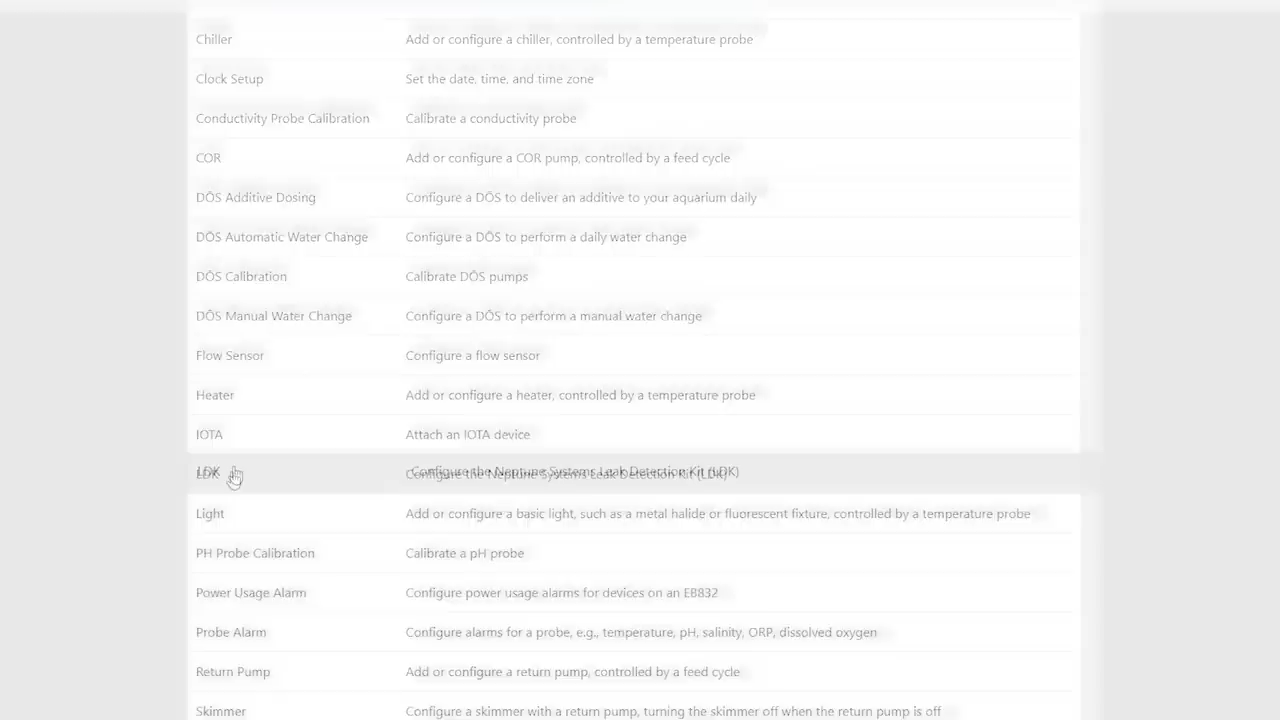 Chiller Add or configure a chiller, controlled by a temperature probe
Clock Setup Set the date, time, and time zone
Conductivity Probe Calibration Calibrate a conductivity probe
COR Add or configure a COR pump, controlled by a feed cycle
DŌS Additive Dosing Configure a DŌS to deliver an additive to your aquarium daily
DŌS Automatic Water Change Configure a DŌS to perform a daily water change
DŌS Calibration Calibrate DŌS pumps
DŌS Manual Water Change Configure a DŌS to perform a manual water change
Flow Sensor Configure a flow sensor
Heater Add or configure a heater, controlled by a temperature probe
IOTA Attach an IOTA device
LDK Configure the Neptune Systems Leak Detection Kit (LDK)
Light Add or configure a basic light, such as a metal halide or fluorescent fixture, controlled by a temperature probe
PH Probe Calibration Calibrate a pH probe
Power Usage Alarm Configure power usage alarms for devices on an EB832
Probe Alarm Configure alarms for a probe, e.g., temperature, pH, salinity, ORP, dissolved oxygen
Return Pump Add or configure a return pump, controlled by a feed cycle
Skimmer Configure a skimmer with a return pump, turning the skimmer off when the return pump is off